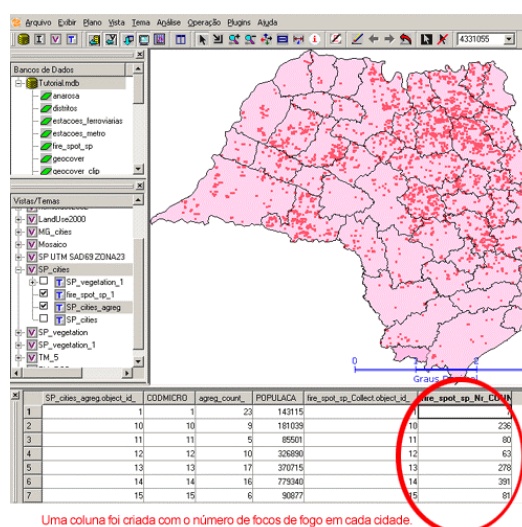 Arquivo Exibir Plano Vista Tema Análise Operação Plugins Ajuda
I V T 4331055
Bancos de Dados
Tutorial.mdb
anarosa
distritos
estacoes_ferroviarias
estacoes_metro
fire_spot_sp
geocover
geocover_clip
Vistas/Temas
LandUse2000
MG_cities
Mosaico
SP UTM SAD69 ZONA23
SP_cities
SP_vegetation_1
fire_spot_sp_1
SP_cities_agreg
SP_cities
SP_vegetation
SP_vegetation_1
TM_5
0 1 2
Graus
SP_cities_agreg.object_id_ CODMICRO agreg_count_ POPULACA fire_spot_sp_Collect.object_id_ fire_spot_sp_Nr_COUN
1 1 1 23 143115 1
2 10 10 9 181039 10 236
3 11 11 5 85501 11 80
4 12 12 10 326890 12 63
5 13 13 17 370715 13 278
6 14 14 16 779340 14 391
7 15 15 6 90877 15 81
Uma coluna foi criada com o número de focos de fogo em cada cidade.